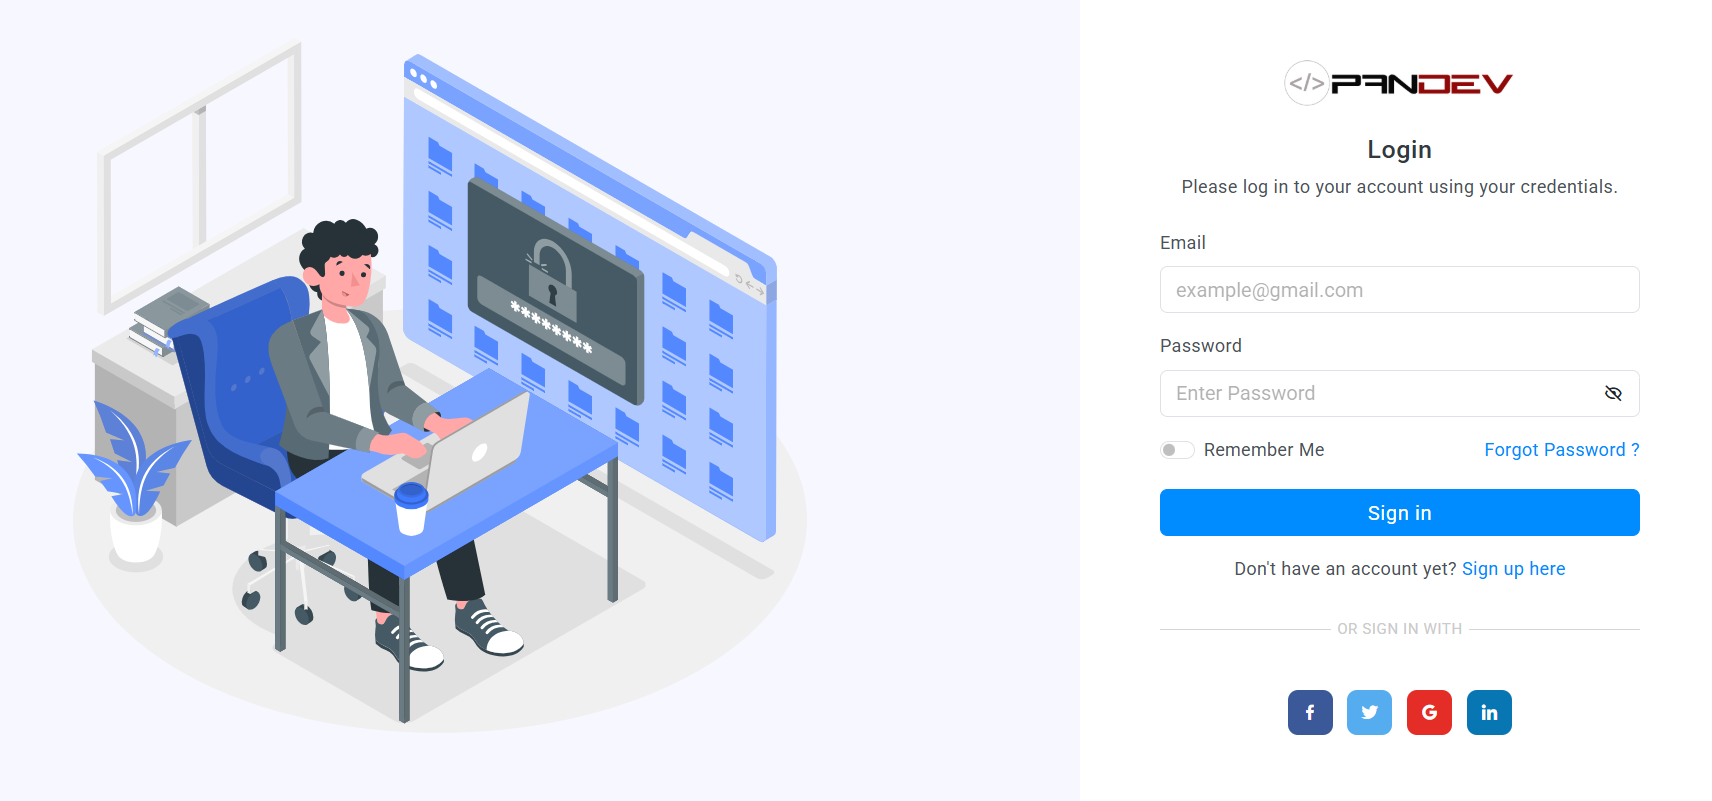 </> PANDEV
Login
Please log in to your account using your credentials.
Email
example@gmail.com
Password
Enter Password
Remember Me
Forgot Password ?
Sign in
Don't have an account yet? Sign up here
OR SIGN IN WITH
f
G
in
********